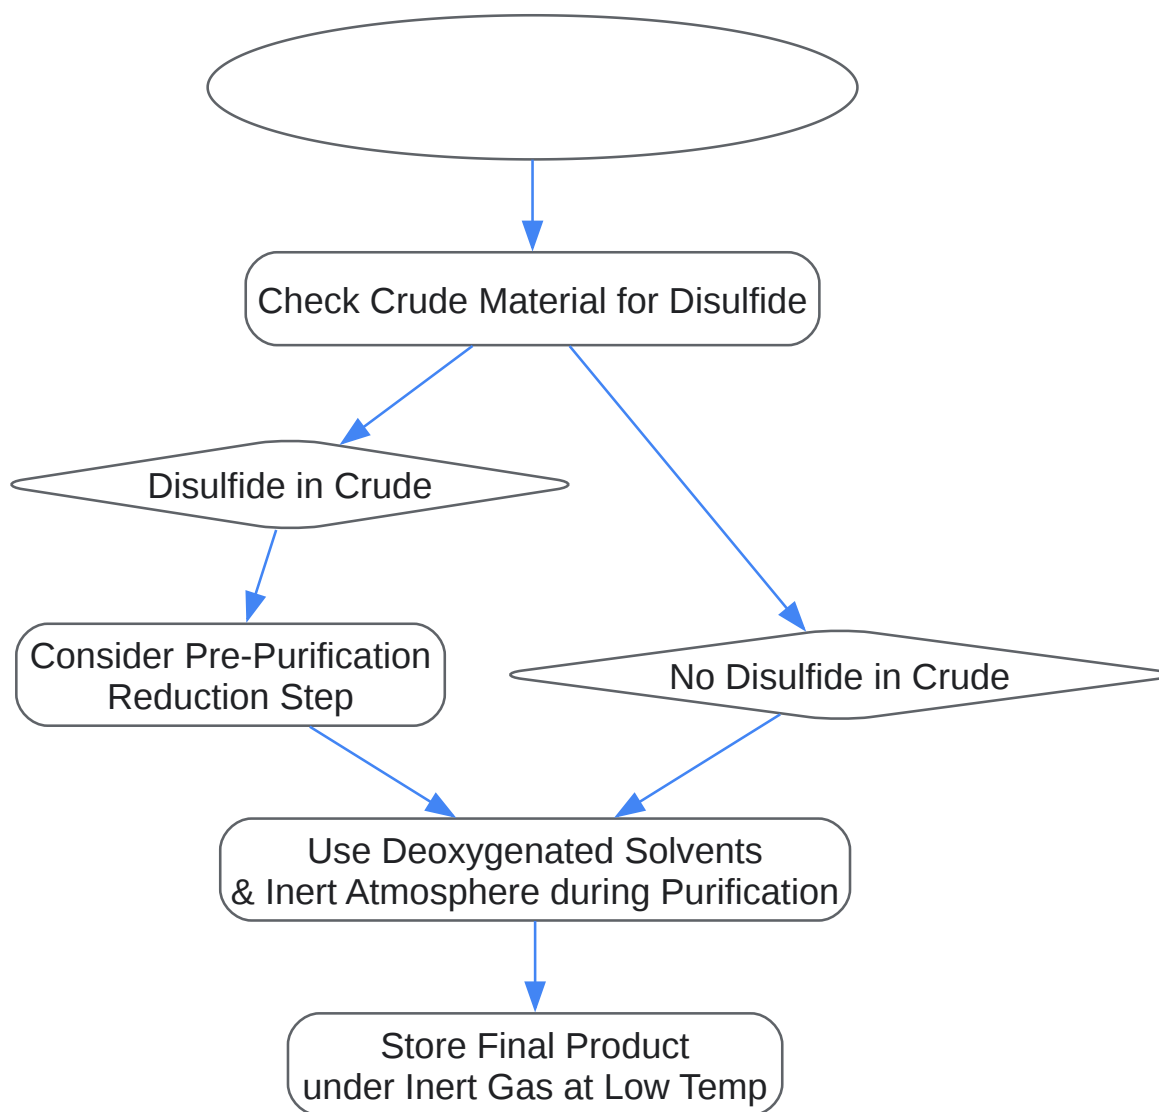 Check Crude Material for Disulfide
Disulfide in Crude
Consider Pre-Purification
Reduction Step
No Disulfide in Crude
Use Deoxygenated Solvents
& Inert Atmosphere during Purification
Store Final Product
under Inert Gas at Low Temp